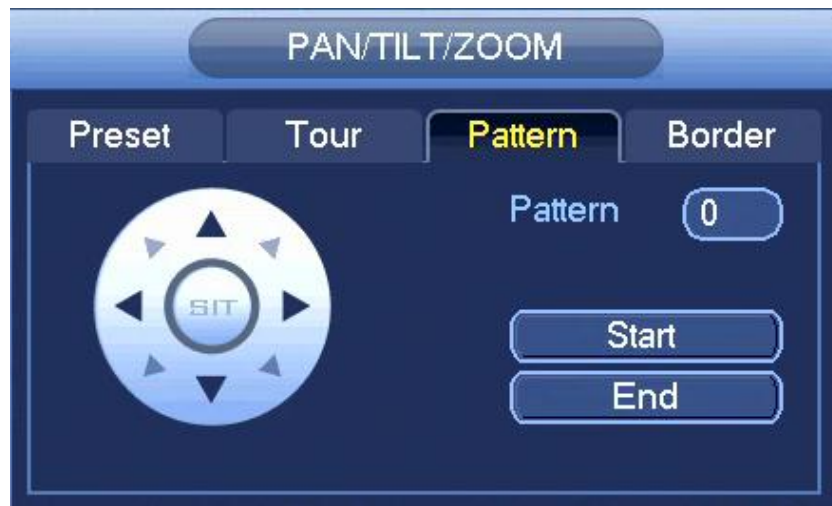 PAN/TILT/ZOOM
Preset Tour Pattern Border
Pattern 0
SIT
Start
End